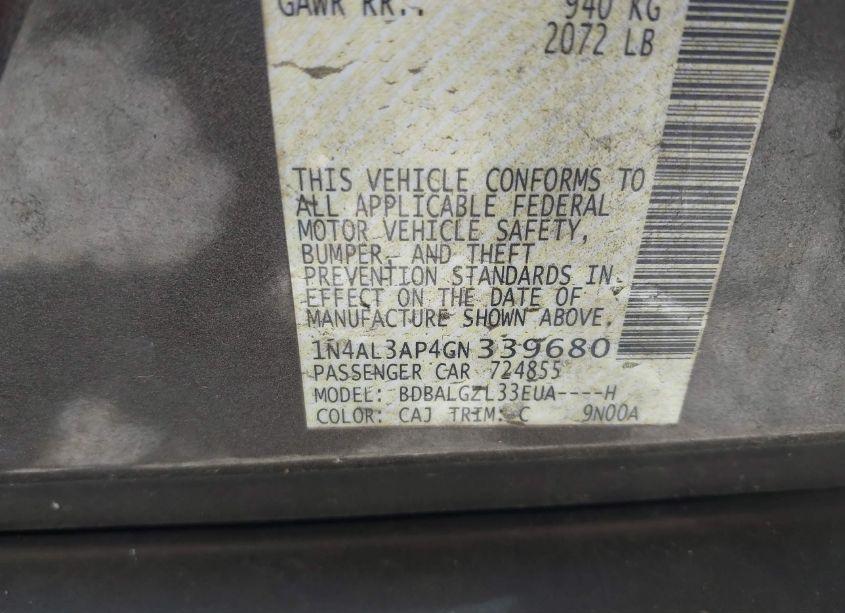 GAWR RR.: 940 KG
2072 LB
THIS VEHICLE CONFORMS TO
ALL APPLICABLE FEDERAL
MOTOR VEHICLE SAFETY,
BUMPER, AND THEFT
PREVENTION STANDARDS IN
EFFECT ON THE DATE OF
MANUFACTURE SHOWN ABOVE.
1N4AL3AP4GN 339680
PASSENGER CAR 724855
MODEL: BDBALGZL33EUA----H
COLOR: CAJ TRIM: C 9N00A